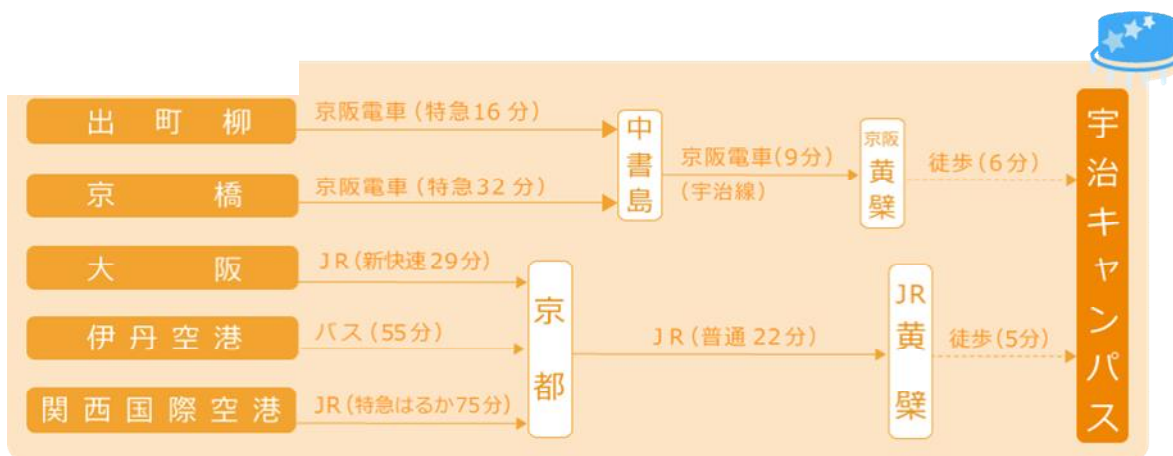 出町柳
京阪電車(特急16分)
京橋
京阪電車(特急32分)
中書島
京阪電車(9分)
(宇治線)
京阪
黄檗
徒歩(6分)
大阪
JR(新快速29分)
伊丹空港
バス(55分)
関西国際空港
JR(特急はるか75分)
京都
JR(普通22分)
JR
黄檗
徒歩(5分)
宇治キャンパス